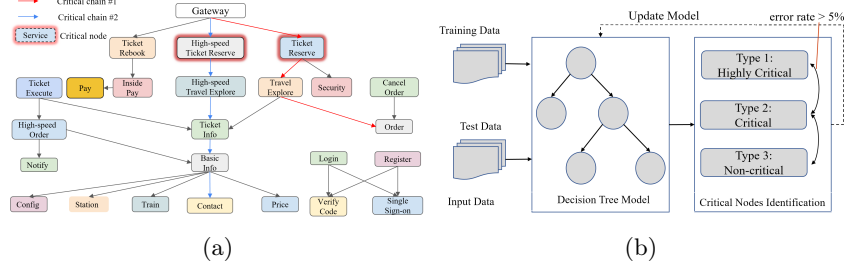 Critical chain #1
Critical chain #2
Service
Critical node
Gateway
Ticket
Rebook
High-speed
Ticket Reserve
Ticket
Reserve
Ticket
Execute
Pay
Inside
Pay
High-speed
Travel Explore
Travel
Explore
Security
Cancel
Order
High-speed
Order
Ticket
Info
Order
Notify
Basic
Info
Login
Register
Config
Station
Train
Contact
Price
Verify
Code
Single
Sign-on
(a)
Update Model
error rate > 5%
Training Data
Test Data
Input Data
Decision Tree Model
Type 1:
Highly Critical
Type 2:
Critical
Type 3:
Non-critical
Critical Nodes Identification
(b)